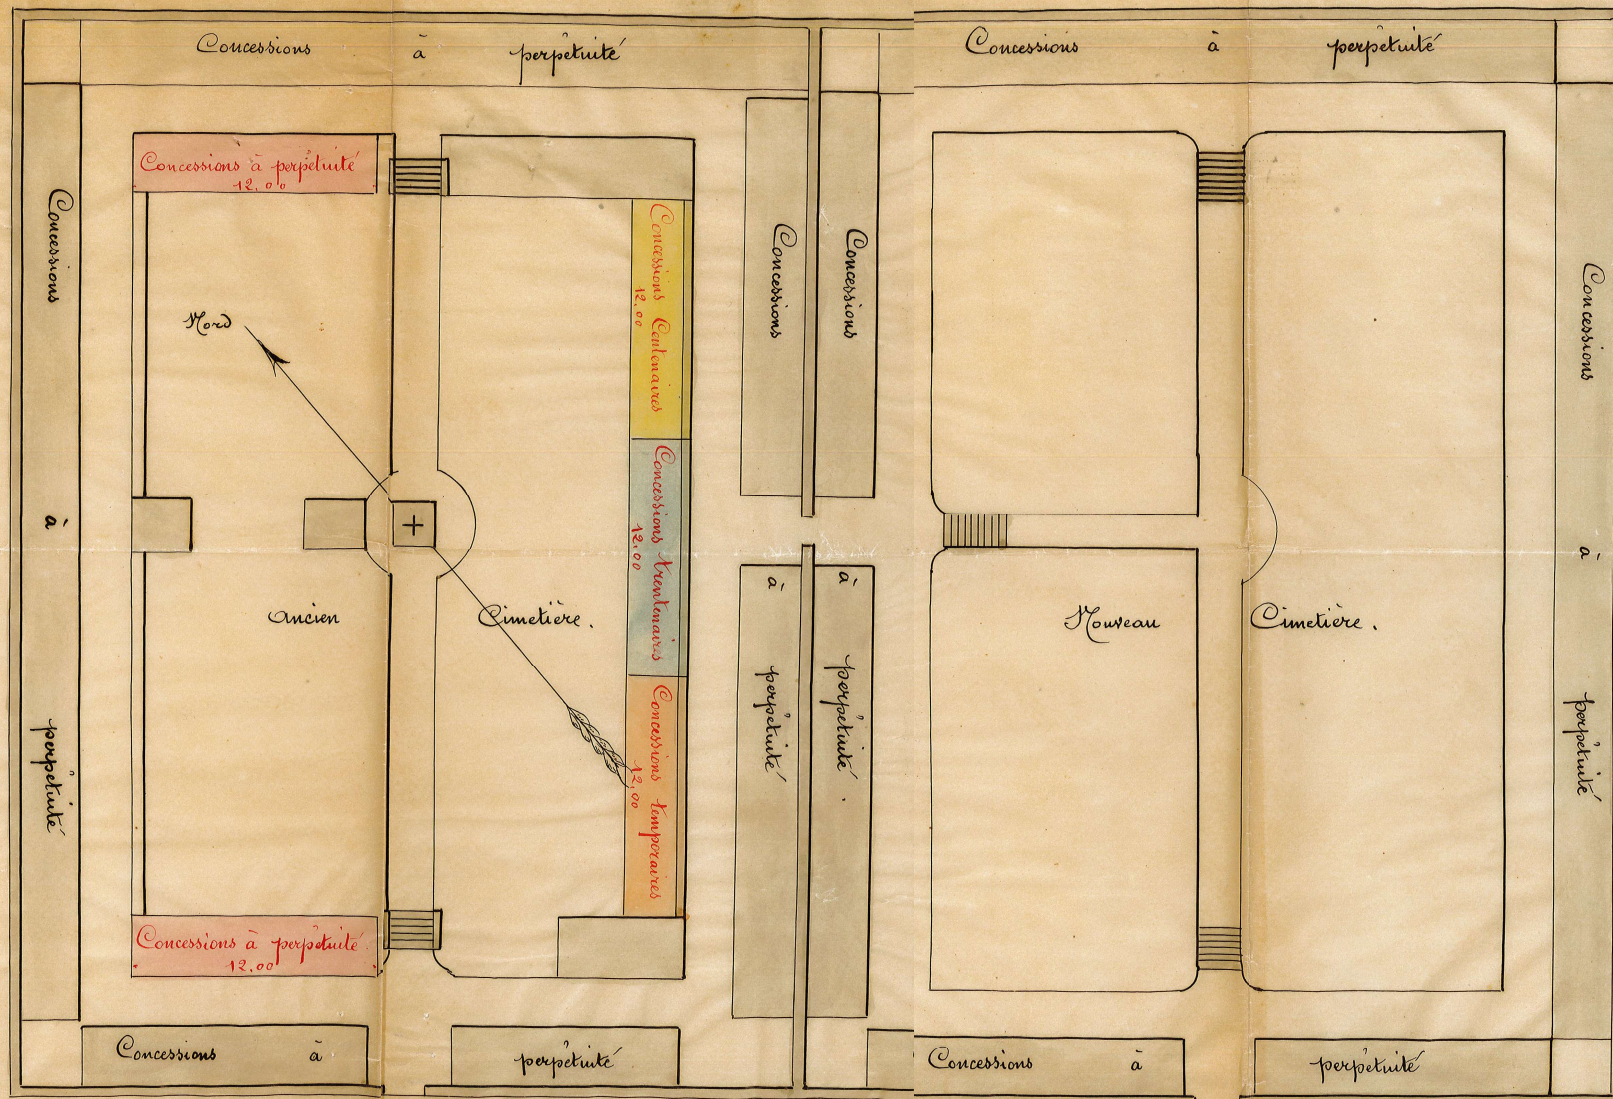 Concessions à perpétuité
Concessions à perpétuité
Concessions à perpétuité
12.00
Concessions à perpétuité
Nord
Concessions Centenaires
12.00
Concessions trentenaires
12.00
Concessions temporaires
12.00
Concessions à perpétuité
Concessions à perpétuité.
Concessions à perpétuité
Ancien Cimetière.
Nouveau Cimetière.
Concessions à perpétuité
12.00
Concessions à perpétuité
Concessions à perpétuité